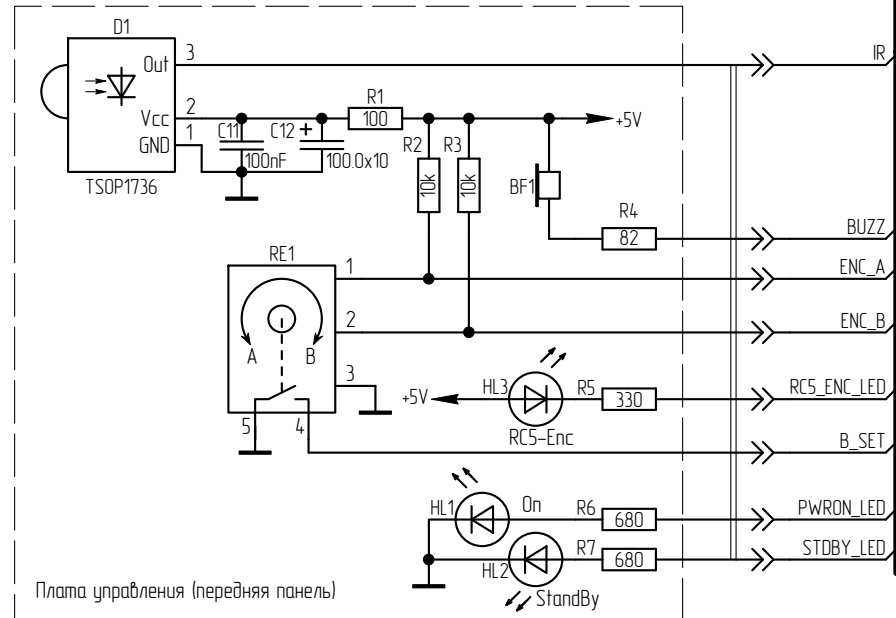 D1
Out
3
IR
Vcc
2
GND
1
TSOP1736
C11
100nF
C12 +
100.0x10
R1
100
R2
10k
R3
10k
+5V
BF1
R4
82
BUZZ
RE1
1
ENC_A
2
ENC_B
A
B
3
5
4
+5V
HL3
RC5-Enc
R5
330
RC5_ENC_LED
B_SET
HL1
On
R6
680
PWRON_LED
HL2
StandBy
R7
680
STDBY_LED
Плата управления (передняя панель)